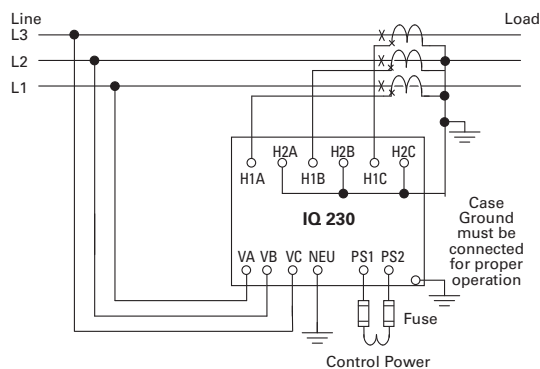 Line
Load
L3
L2
L1
H2A
H2B
H2C
H1A
H1B
H1C
IQ 230
Case
Ground
must be
connected
for proper
operation
VA
VB
VC
NEU
PS1
PS2
Fuse
Control Power